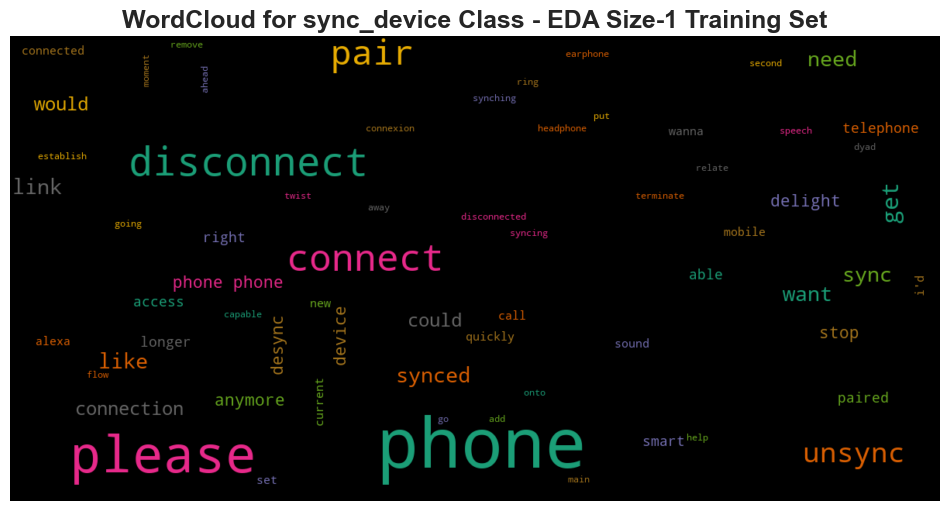 WordCloud for sync_device Class - EDA Size-1 Training Set
connected
remove
pair
earphone
second
need
moment
ahead
ring
synching
would
put
connexion
headphone
wanna
speech
telephone
dyad
establish
disconnect
relate
link
twist
away
terminate
delight
get
disconnected
going
syncing
mobile
right
connect
phone phone
able
sync
i'd
want
access
new
capable
could
call
device
desync
quickly
stop
sound
alexa
longer
like
flow
synced
current
onto
anymore
paired
connection
go
add
please
phone
smart
help
unsync
set
main